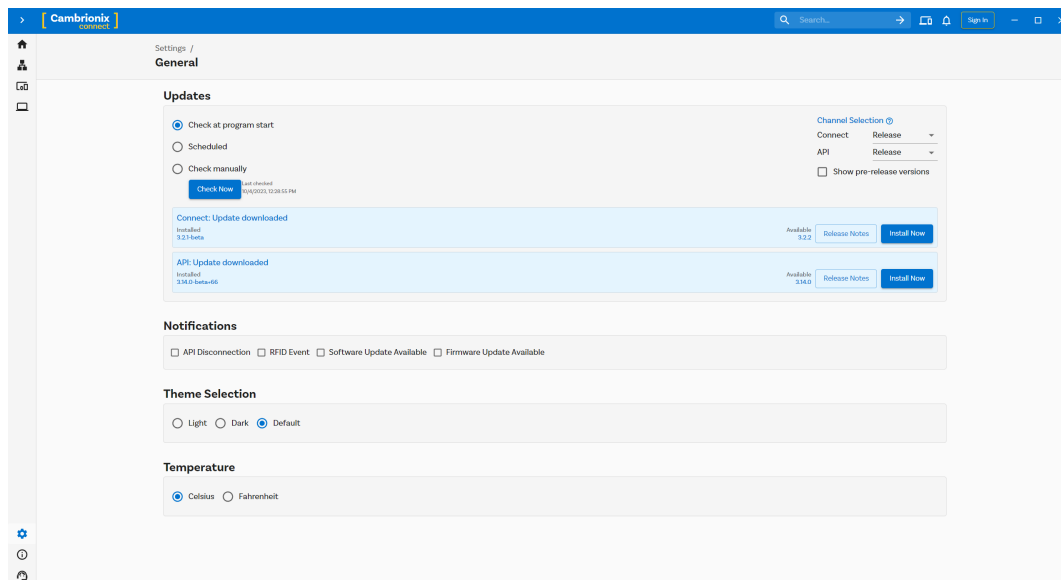 Cambrionix
connect
Search...
Sign In
Settings /
General
Updates
Check at program start
Scheduled
Check manually
Check Now
Last checked
10/4/2023, 12:28:55 PM
Channel Selection
Connect Release
API Release
Show pre-release versions
Connect: Update downloaded
Installed
3.2.1-beta
Available
3.2.2
Release Notes
Install Now
API: Update downloaded
Installed
3.14.0-beta+66
Available
3.14.0
Release Notes
Install Now
Notifications
API Disconnection RFID Event Software Update Available Firmware Update Available
Theme Selection
Light Dark Default
Temperature
Celsius Fahrenheit